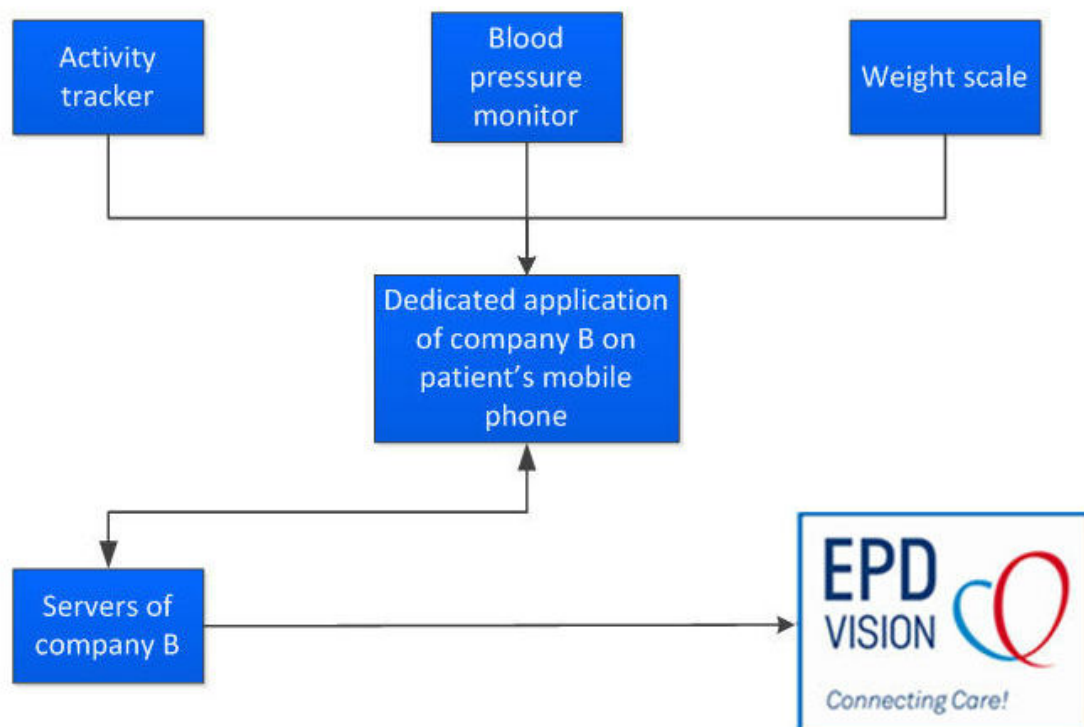 Activity
tracker
Blood
pressure
monitor
Weight scale
Dedicated application
of company B on
patient's mobile
phone
Servers of
company B
EPD
VISION
Connecting Care!